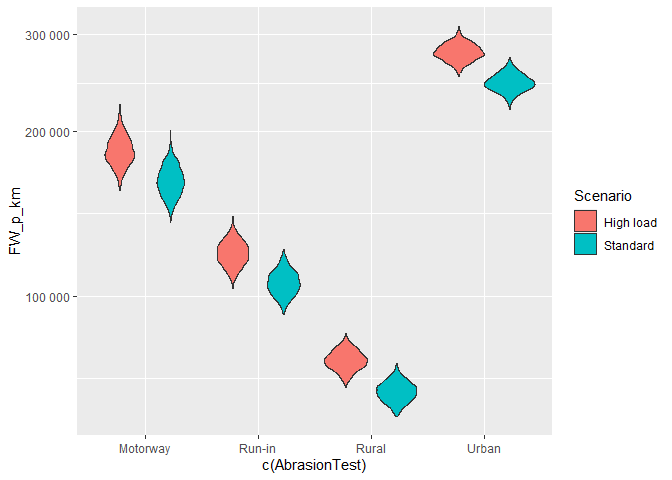 300 000
200 000
100 000
FW_p_km
Motorway
Run-in
Rural
Urban
c(AbrasionTest)
Scenario
High load
Standard